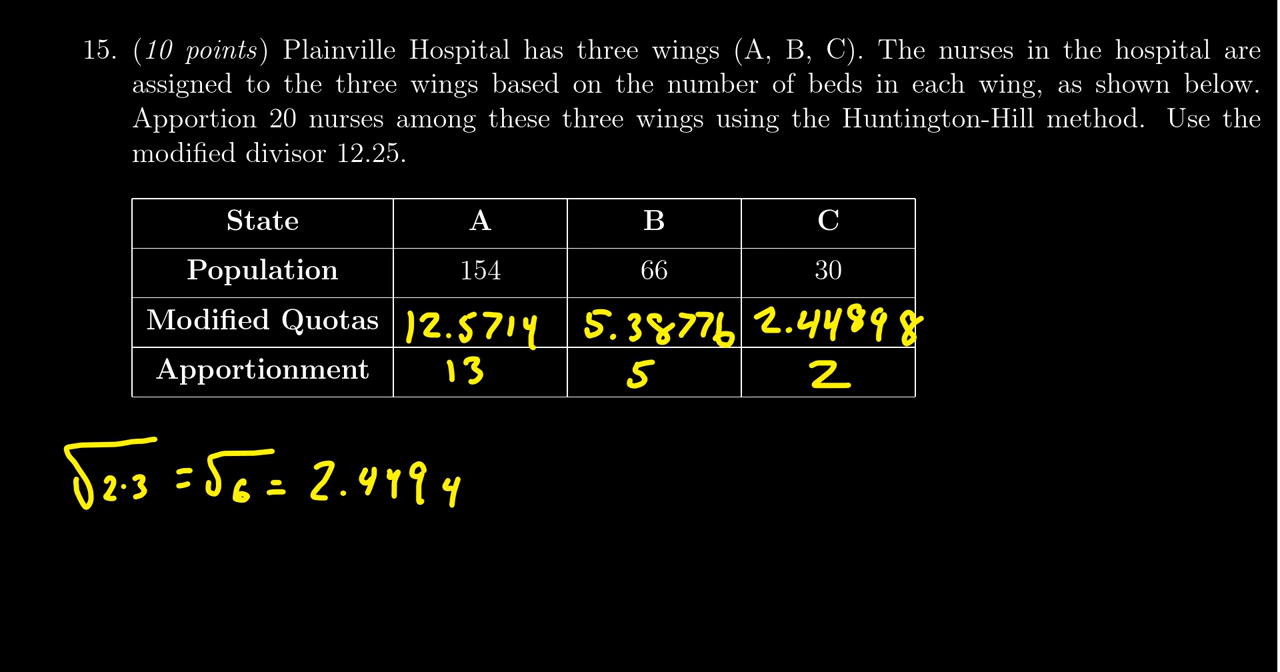 15. (10 points) Plainville Hospital has three wings (A, B, C). The nurses in the hospital are
assigned to the three wings based on the number of beds in each wing, as shown below.
Apportion 20 nurses among these three wings using the Huntington-Hill method. Use the
modified divisor 12.25.
State A B C
Population 154 66 30
Modified Quotas 12.5714 5.38776 2.44898
Apportionment 13 5 2
√2·3 = √6 = 2.4494